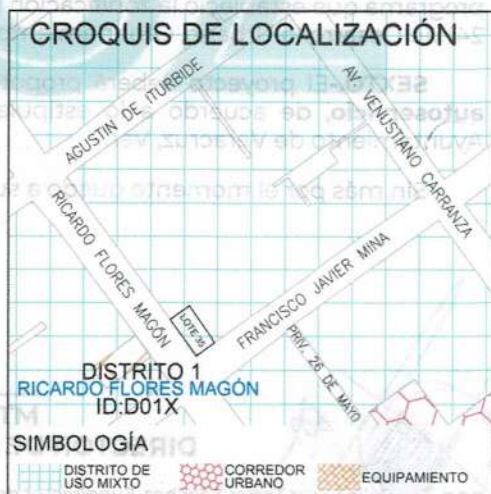 CROQUIS DE LOCALIZACIÓN
AGUSTIN DE ITURBIDE
AV. VENUSTIANO CARRANZA
RICARDO FLORES MAGÓN
LOTE 35
FRANCISCO JAVIER MINA
PRIV. 26 DE MAYO
DISTRITO 1
RICARDO FLORES MAGÓN
ID:D01X
SIMBOLOGÍA
DISTRITO DE
USO MIXTO
CORREDOR
URBANO
EQUIPAMIENTO